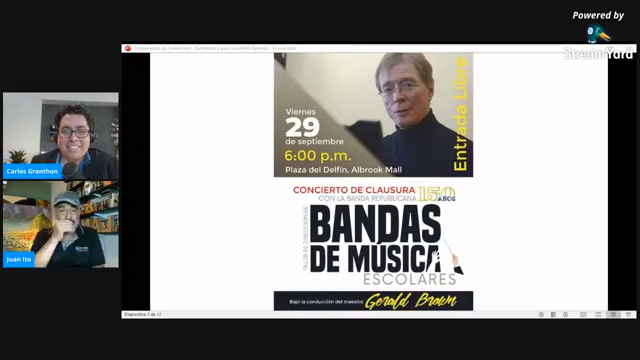 Powered by
StreamYard
Carlos Granthon
Juan Ito
Viernes
29
de septiembre
6:00 p.m.
Plaza del Delfín, Albrook Mall
Entrada Libre
CONCIERTO DE CLAUSURA
CON LA BANDA REPUBLICANA 150 AÑOS
TALLER DE DIRECCIÓN DE
BANDAS
DE MÚSICA
ESCOLARES
Bajo la conducción del maestro Gerald Brown